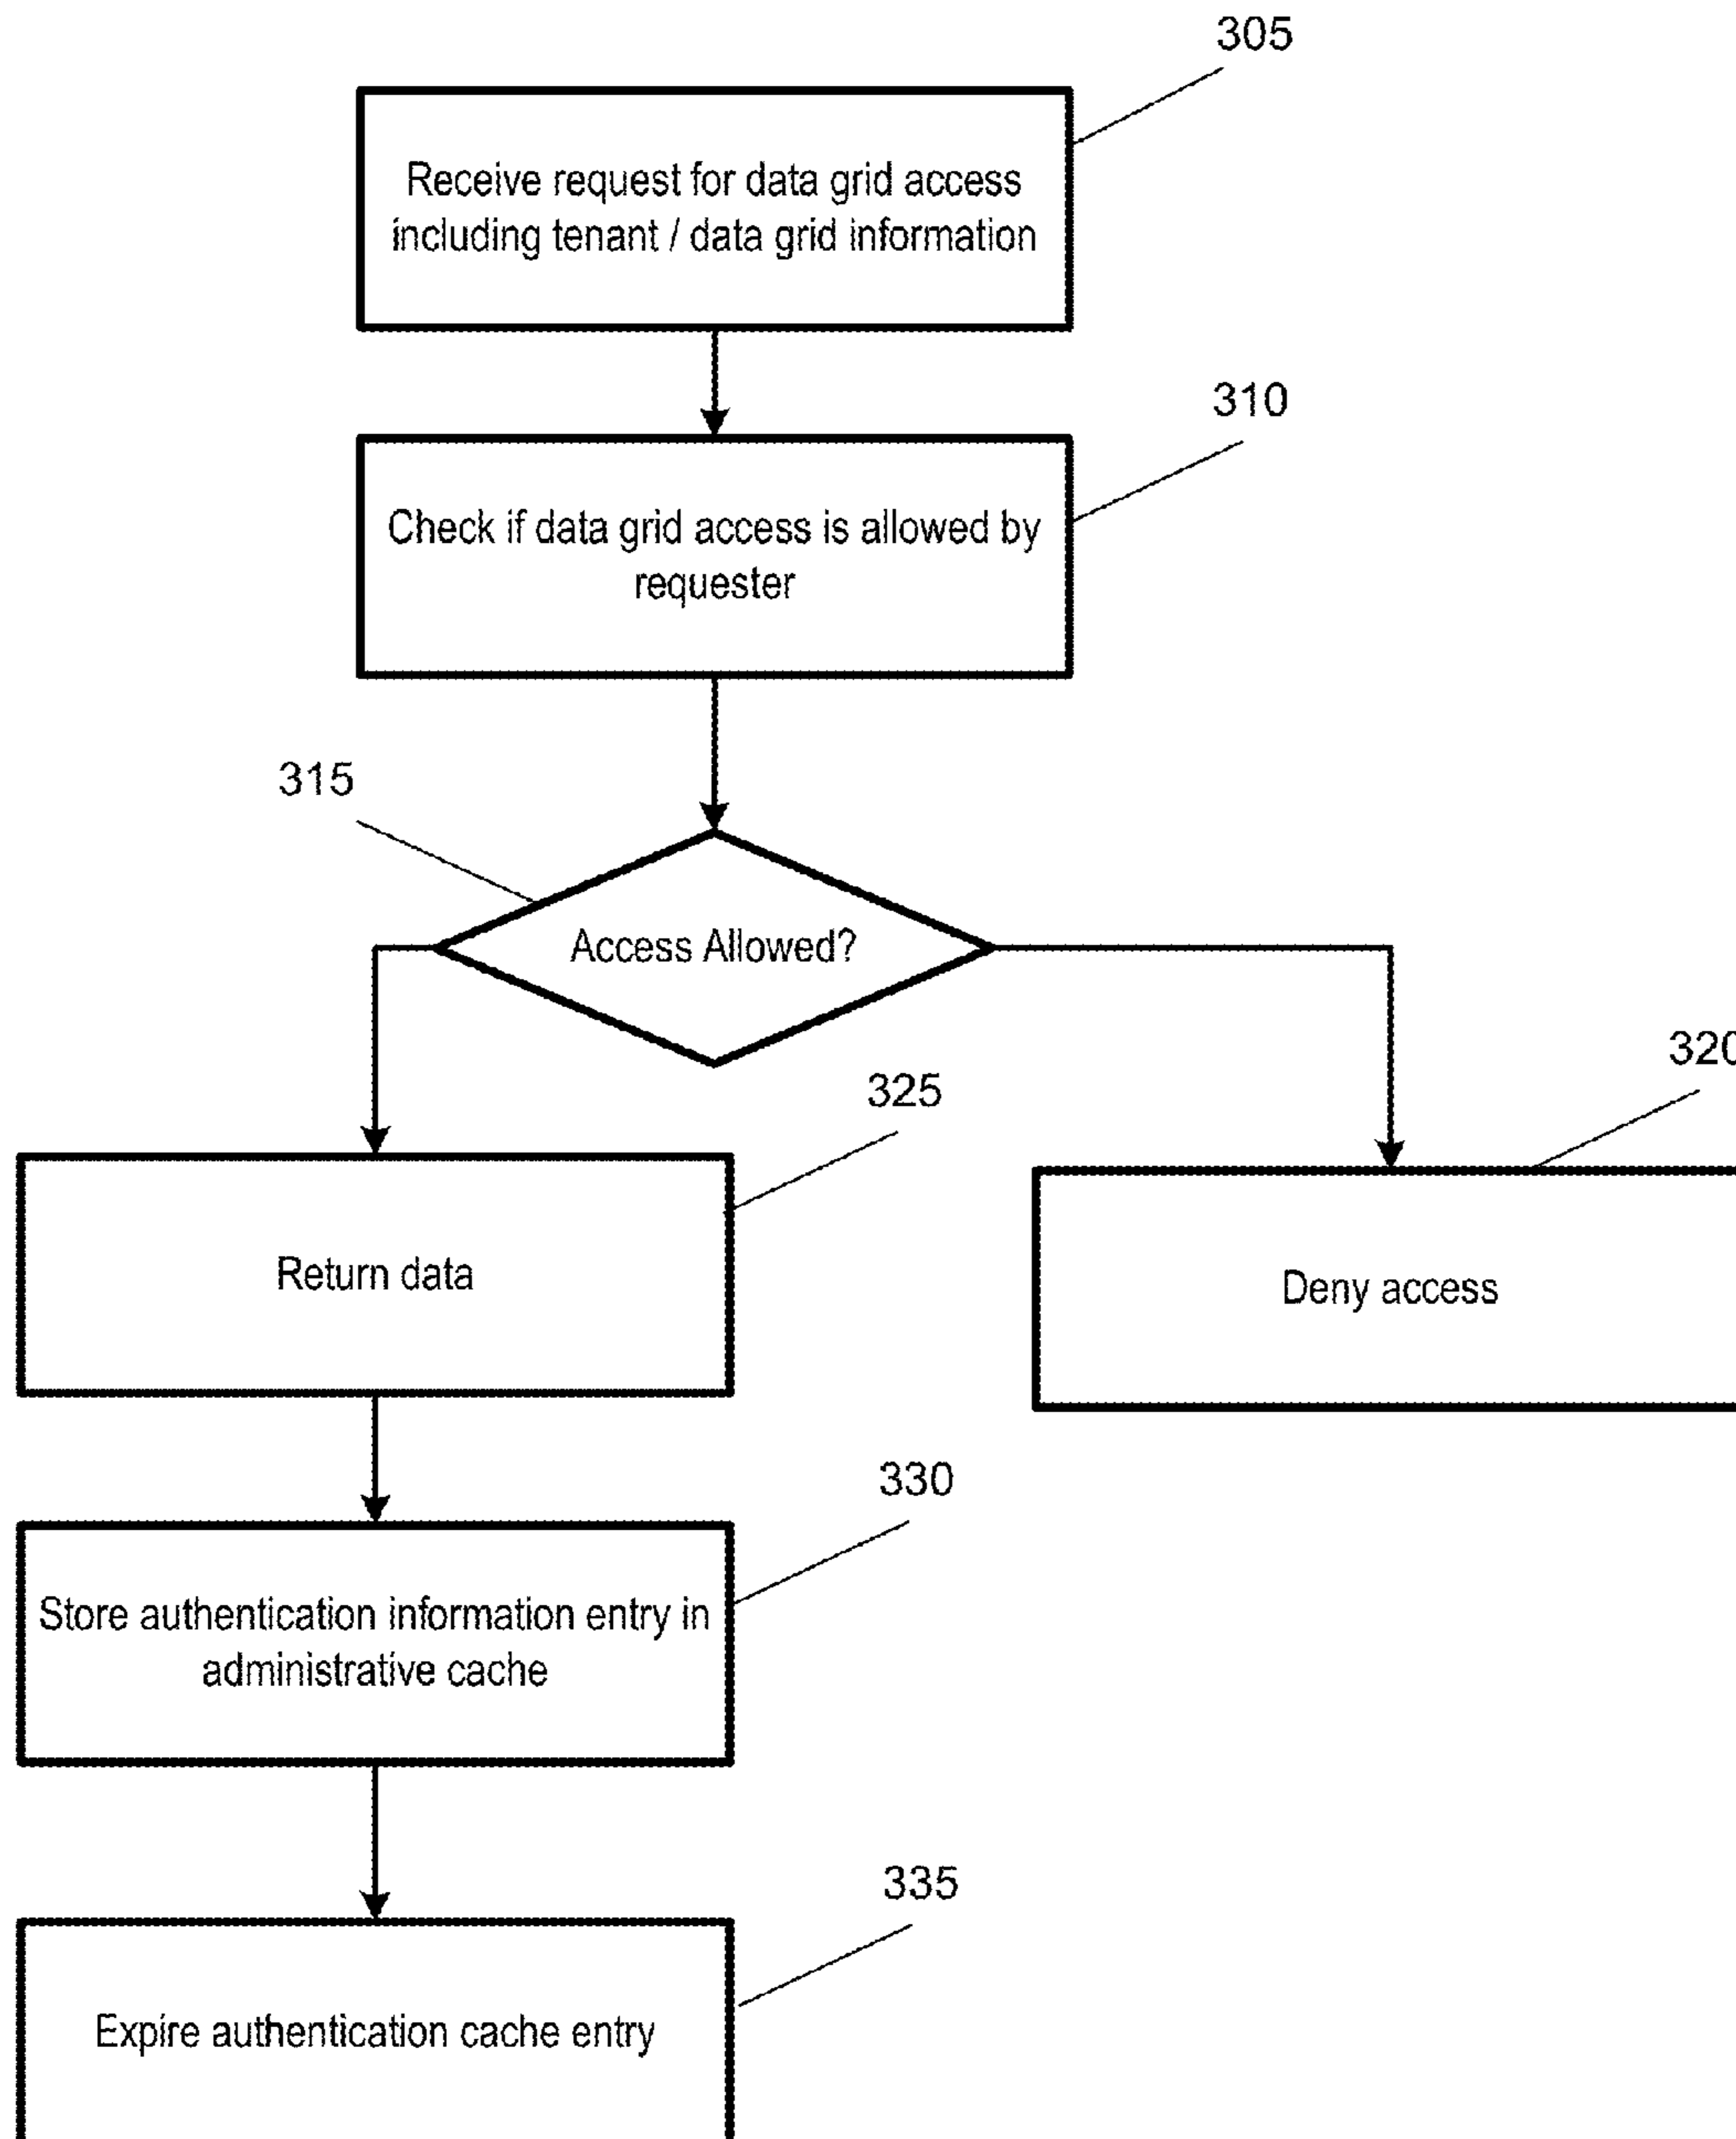 305
Receive request for data grid access
including tenant / data grid information
310
Check if data grid access is allowed by
requester
315
Access Allowed?
320
325
Return data
Deny access
330
Store authentication information entry in
administrative cache
335
Expire authentication cache entry